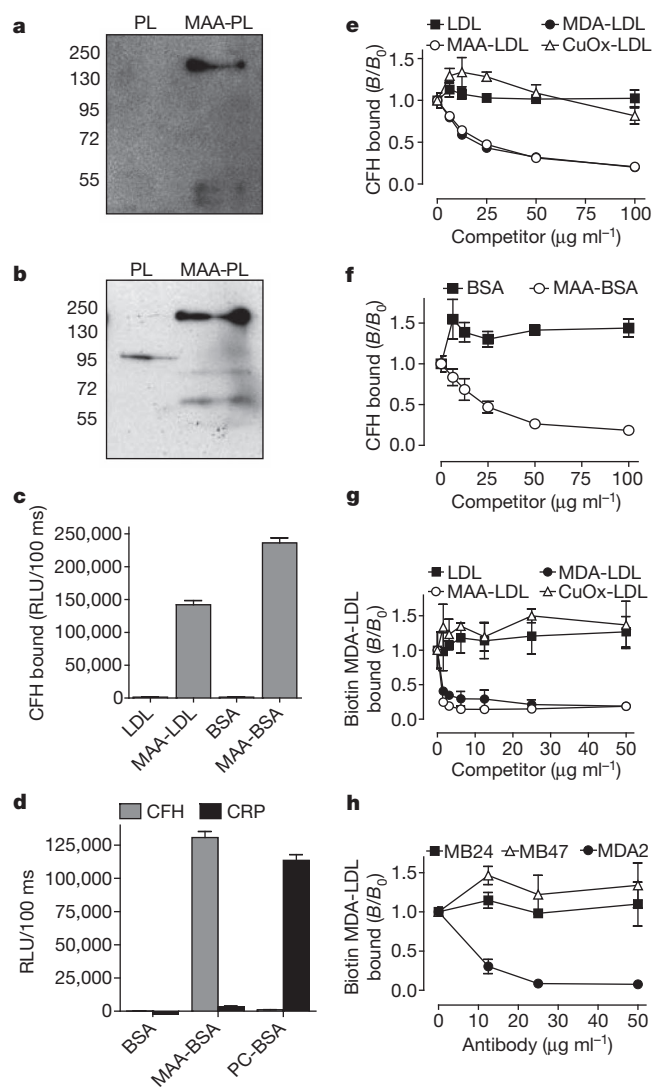 a
PL MAA-PL
250
130
95
72
55
b
PL MAA-PL
250
130
95
72
55
c
CFH bound (RLU/100 ms)
250,000
200,000
150,000
100,000
50,000
0
LDL
MAA-LDL
BSA
MAA-BSA
d
CFH CRP
RLU/100 ms
125,000
100,000
75,000
50,000
25,000
0
BSA
MAA-BSA
PC-BSA
e
LDL MDA-LDL
MAA-LDL CuOx-LDL
CFH bound (B/B₀)
1.5
1.0
0.5
0.0
0 25 50 75 100
Competitor (µg ml⁻¹)
f
BSA MAA-BSA
CFH bound (B/B₀)
1.5
1.0
0.5
0.0
0 25 50 75 100
Competitor (µg ml⁻¹)
g
LDL MDA-LDL
MAA-LDL CuOx-LDL
Biotin MDA-LDL
bound (B/B₀)
1.5
1.0
0.5
0.0
0 10 20 30 40 50
Competitor (µg ml⁻¹)
h
MB24 MB47 MDA2
Biotin MDA-LDL
bound (B/B₀)
1.5
1.0
0.5
0.0
0 10 20 30 40 50
Antibody (µg ml⁻¹)